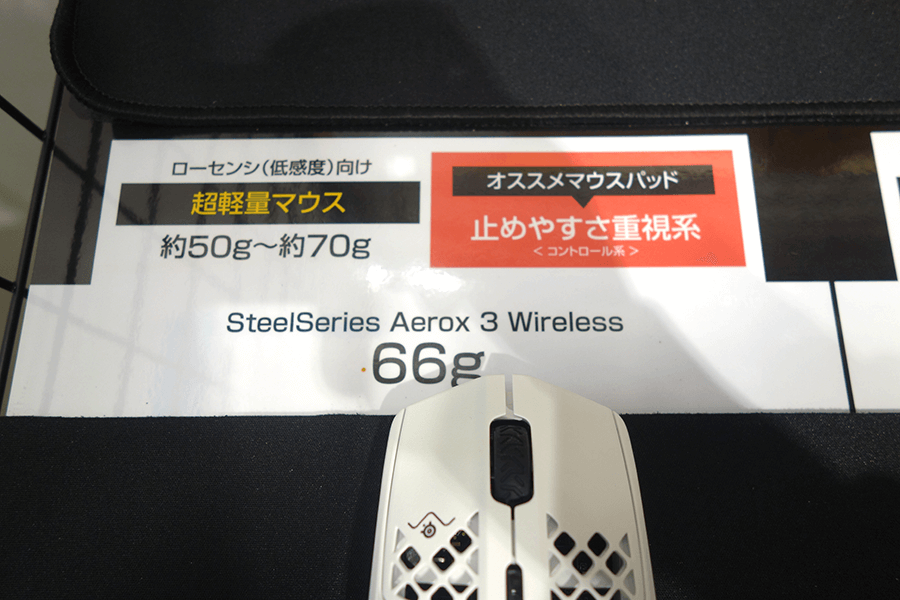 ローセンシ(低感度)向け
超軽量マウス
約50g〜約70g
オススメマウスパッド
止めやすさ重視系
<コントロール系>
SteelSeries Aerox 3 Wireless
66g